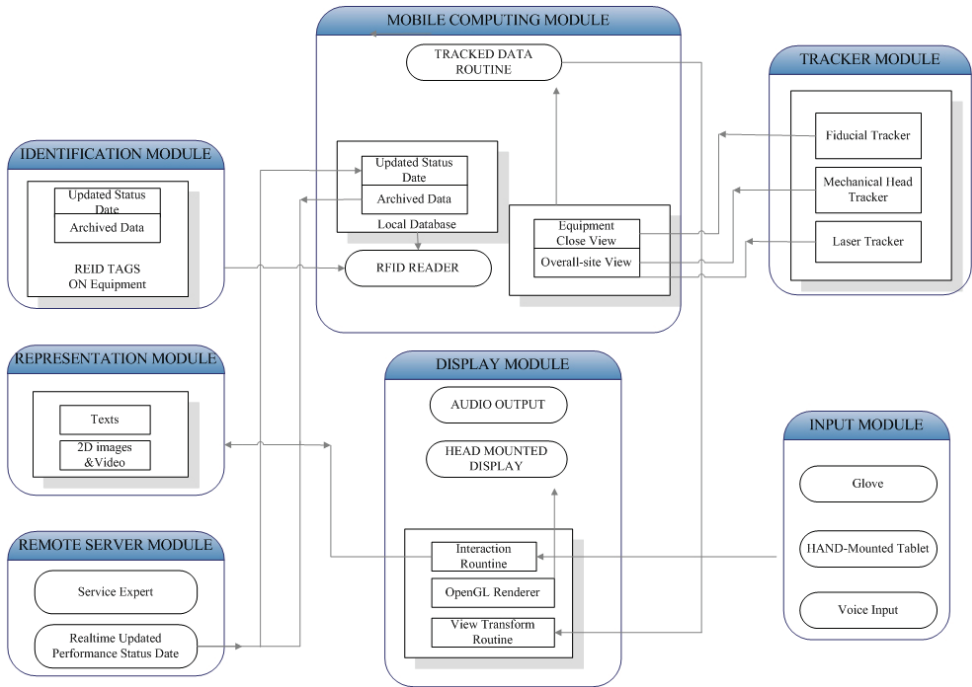 MOBILE COMPUTING MODULE
TRACKED DATA
ROUTINE
Updated Status
Date
Archived Data
Local Database
RFID READER
Equipment
Close View
Overall-site View
TRACKER MODULE
Fiducial Tracker
Mechanical Head
Tracker
Laser Tracker
IDENTIFICATION MODULE
Updated Status
Date
Archived Data
REID TAGS
ON Equipment
REPRESENTATION MODULE
Texts
2D images
&Video
REMOTE SERVER MODULE
Service Expert
Realtime Updated
Performance Status Date
DISPLAY MODULE
AUDIO OUTPUT
HEAD MOUNTED
DISPLAY
Interaction
Rountine
OpenGL Renderer
View Transform
Routine
INPUT MODULE
Glove
HAND-Mounted Tablet
Voice Input